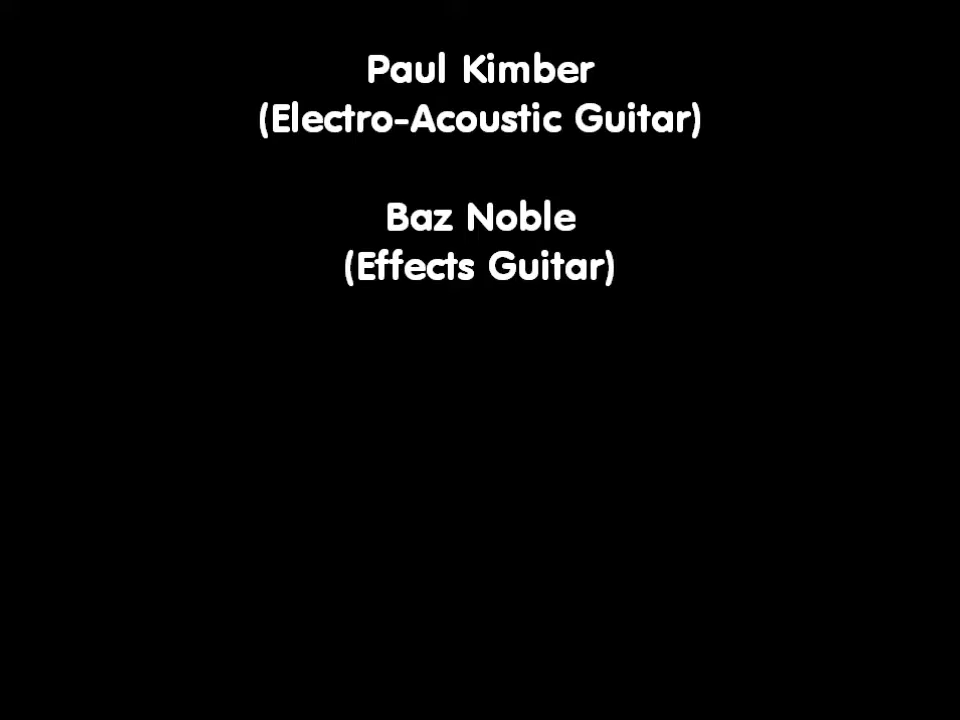 Paul Kimber
(Electro-Acoustic Guitar)
Baz Noble
(Effects Guitar)